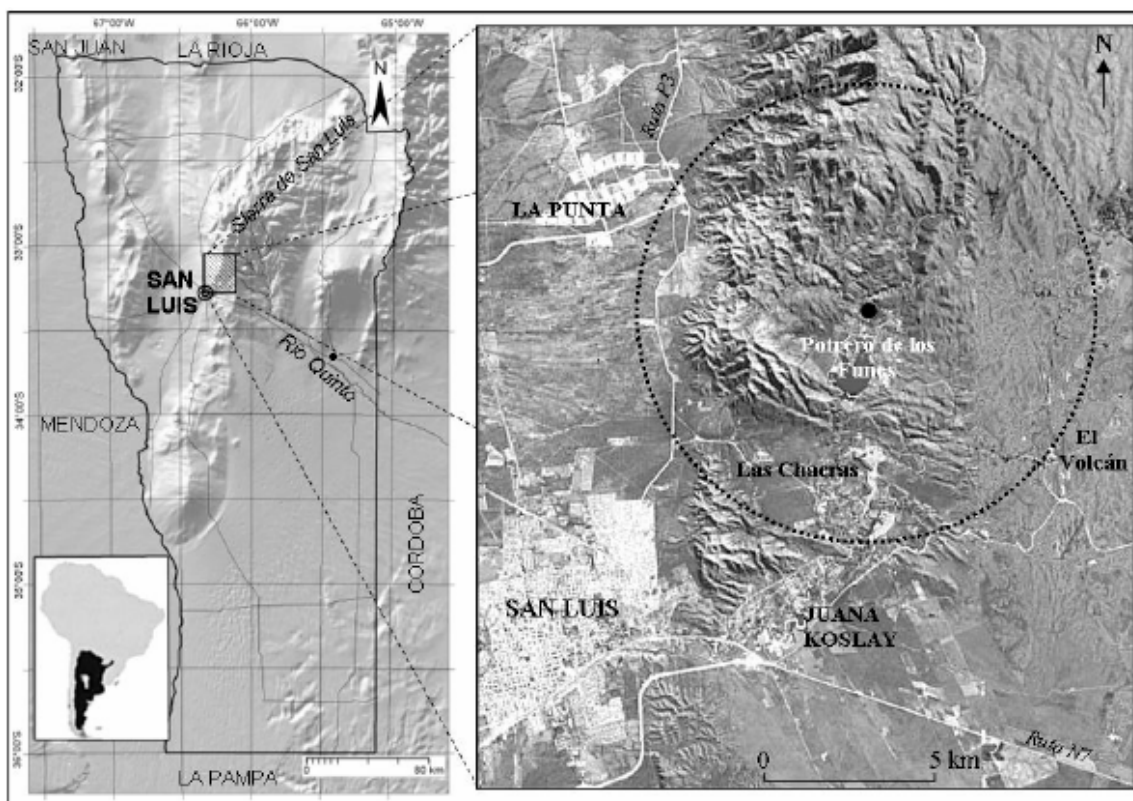 67°00'W 66°00'W 65°00'W
SAN JUAN
LA RIOJA
32°00'S
N
Sierra de San Luis
33°00'S
SAN
LUIS
Rio Quinto
34°00'S
MENDOZA
CORDOBA
35°00'S
36°00'S
0 80 km
LA PAMPA
N
Ruta P3
LA PUNTA
Potrero de los
Funes
El
Volcán
Las Chacras
SAN LUIS
JUANA
KOSLAY
Ruta N7
0 5 km